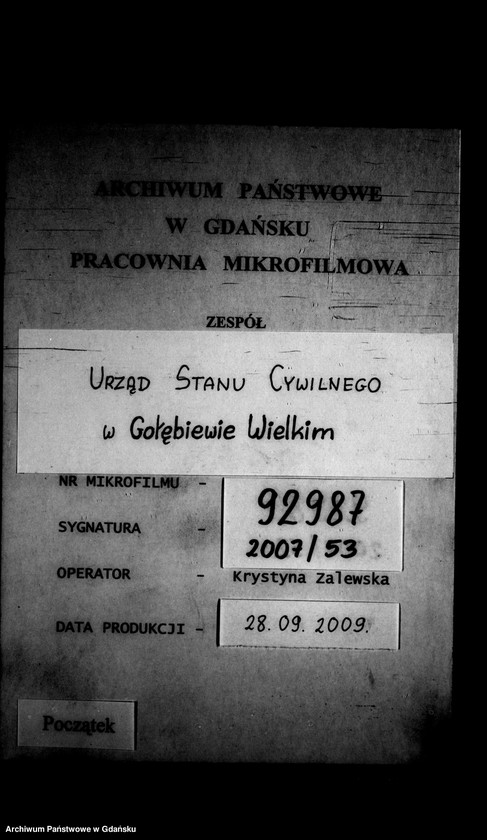 ARCHIWUM PAŃSTWOWE
W GDAŃSKU
PRACOWNIA MIKROFILMOWA
ZESPÓŁ
URZĄD STANU CYWILNEGO
w Gołębiewie Wielkim
NR MIKROFILMU - 92987
SYGNATURA - 2007/53
OPERATOR - Krystyna Zalewska
DATA PRODUKCJI - 28.09.2009.
Początek
Archiwum Państwowe w Gdańsku